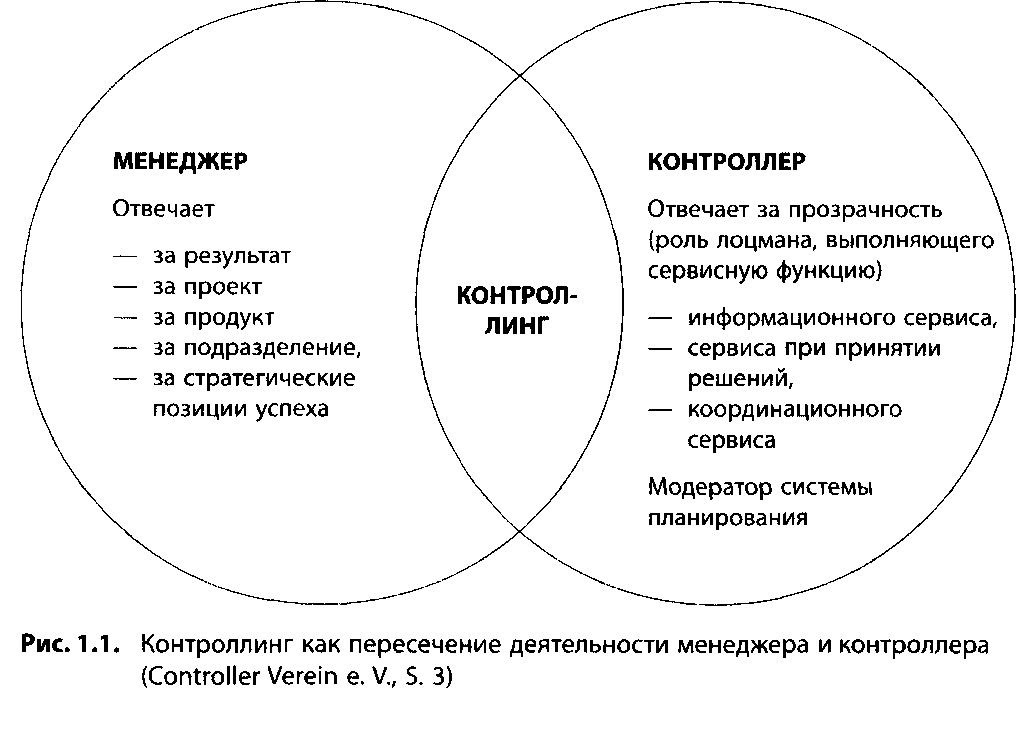 МЕНЕДЖЕР
Отвечает
— за результат
— за проект
— за продукт
— за подразделение,
— за стратегические
позиции успеха
КОНТРОЛ-
ЛИНГ
КОНТРОЛЛЕР
Отвечает за прозрачность
(роль лоцмана, выполняющего
сервисную функцию)
— информационного сервиса,
— сервиса при принятии
решений,
— координационного
сервиса
Модератор системы
планирования
Рис. 1.1. Контроллинг как пересечение деятельности менеджера и контроллера
(Controller Verein e. V., S. 3)